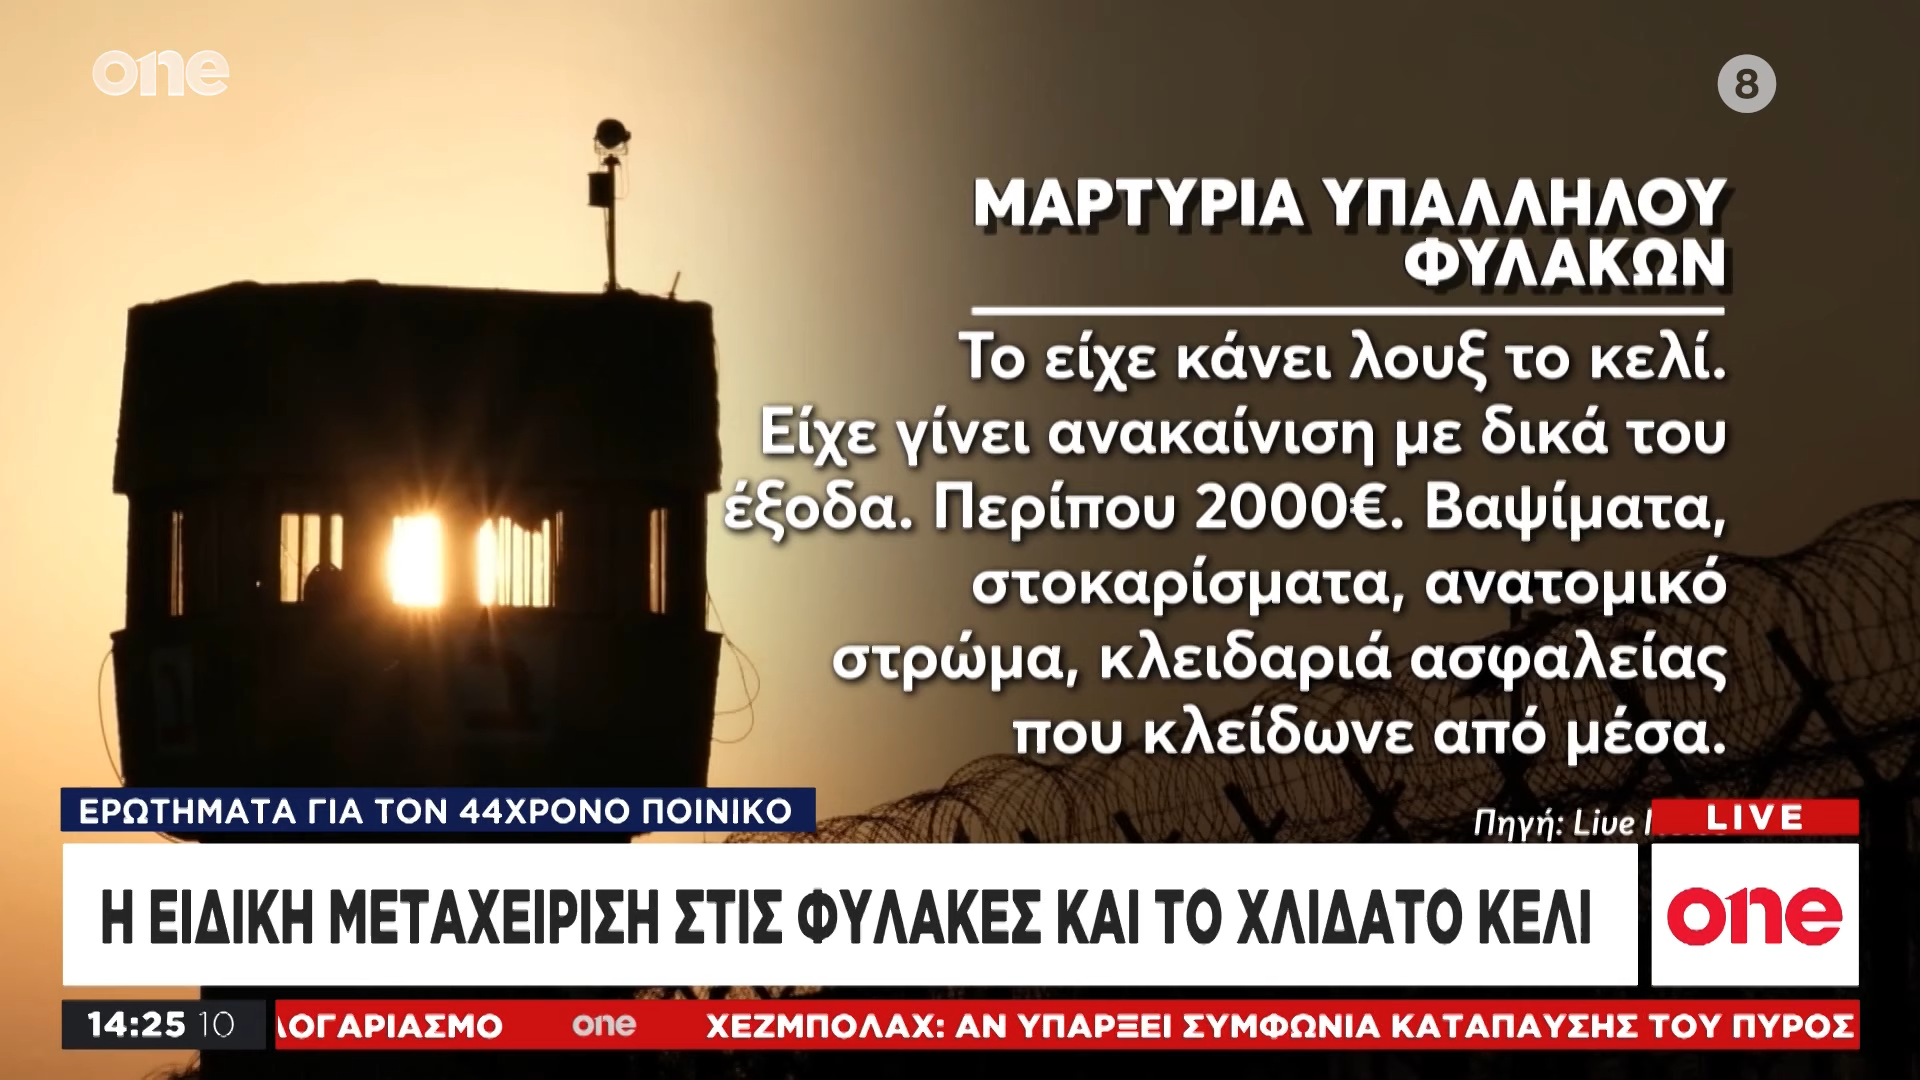 one
8
ΜΑΡΤΥΡΙΑ ΥΠΑΛΛΗΛΟΥ
ΦΥΛΑΚΩΝ
Το είχε κάνει λουξ το κελί.
Είχε γίνει ανακαίνιση με δικά του
έξοδα. Περίπου 2000€. Βαψίματα,
στοκαρίσματα, ανατομικό
στρώμα, κλειδαριά ασφαλείας
που κλείδωνε από μέσα.
ΕΡΩΤΗΜΑΤΑ ΓΙΑ ΤΟΝ 44ΧΡΟΝΟ ΠΟΙΝΙΚΟ
Πηγή: Live
LIVE
Η ΕΙΔΙΚΗ ΜΕΤΑΧΕΙΡΙΣΗ ΣΤΙΣ ΦΥΛΑΚΕΣ ΚΑΙ ΤΟ ΧΛΙΔΑΤΟ ΚΕΛΙ
one
14:25 10
ΛΟΓΑΡΙΑΣΜΟ one ΧΕΖΜΠΟΛΑΧ: ΑΝ ΥΠΑΡΞΕΙ ΣΥΜΦΩΝΙΑ ΚΑΤΑΠΑΥΣΗΣ ΤΟΥ ΠΥΡΟΣ